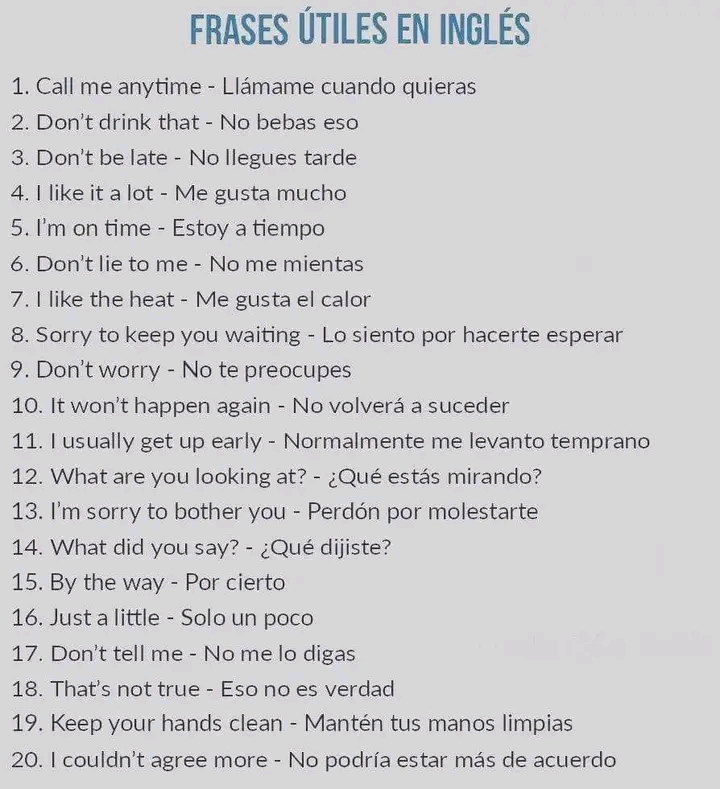 FRASES ÚTILES EN INGLÉS
1. Call me anytime - Llámame cuando quieras
2. Don't drink that - No bebas eso
3. Don't be late - No llegues tarde
4. I like it a lot - Me gusta mucho
5. I'm on time - Estoy a tiempo
6. Don't lie to me - No me mientas
7. I like the heat - Me gusta el calor
8. Sorry to keep you waiting - Lo siento por hacerte esperar
9. Don't worry - No te preocupes
10. It won't happen again - No volverá a suceder
11. I usually get up early - Normalmente me levanto temprano
12. What are you looking at? - ¿Qué estás mirando?
13. I'm sorry to bother you - Perdón por molestarte
14. What did you say? - ¿Qué dijiste?
15. By the way - Por cierto
16. Just a little - Solo un poco
17. Don't tell me - No me lo digas
18. That's not true - Eso no es verdad
19. Keep your hands clean - Mantén tus manos limpias
20. I couldn't agree more - No podría estar más de acuerdo